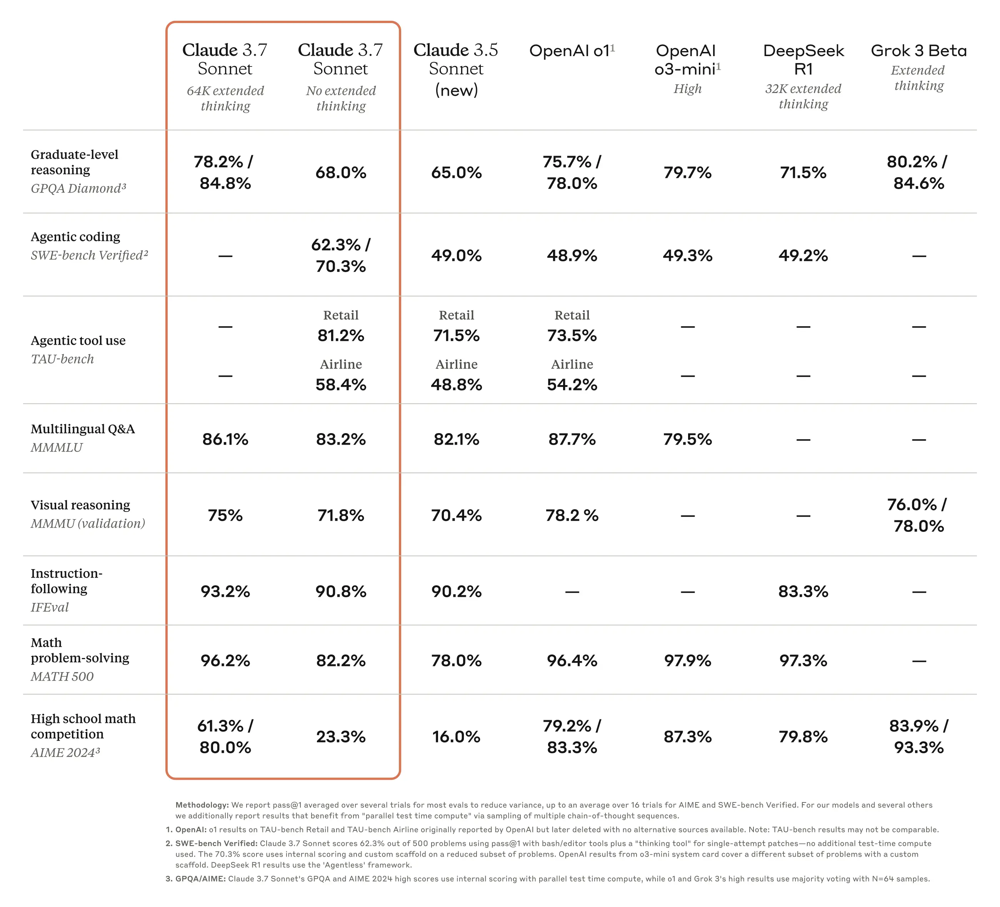 Claude 3.7 Sonnet
64K extended thinking
Claude 3.7 Sonnet
No extended thinking
Claude 3.5 Sonnet (new)
OpenAI o1¹
OpenAI o3-mini¹
High
DeepSeek R1
32K extended thinking
Grok 3 Beta
Extended thinking
Graduate-level
reasoning
GPQA Diamond³
78.2% /
84.8%
68.0%
65.0%
75.7% /
78.0%
79.7%
71.5%
80.2% /
84.6%
Agentic coding
SWE-bench Verified²
—
62.3% /
70.3%
49.0%
48.9%
49.3%
49.2%
—
Agentic tool use
TAU-bench
—
Retail
81.2%
Retail
71.5%
Retail
73.5%
—
—
—
—
Airline
58.4%
Airline
48.8%
Airline
54.2%
—
—
—
Multilingual Q&A
MMMLU
86.1%
83.2%
82.1%
87.7%
79.5%
—
—
Visual reasoning
MMMU (validation)
75%
71.8%
70.4%
78.2 %
—
—
76.0% /
78.0%
Instruction-
following
IFEval
93.2%
90.8%
90.2%
—
—
83.3%
—
Math
problem-solving
MATH 500
96.2%
82.2%
78.0%
96.4%
97.9%
97.3%
—
High school math
competition
AIME 2024³
61.3% /
80.0%
23.3%
16.0%
79.2% /
83.3%
87.3%
79.8%
83.9% /
93.3%
Methodology: We report pass@1 averaged over several trials for most evals to reduce variance, up to an average over 16 trials for AIME and SWE-bench Verified. For our models and several others
we additionally report results that benefit from "parallel test time compute" via sampling of multiple chain-of-thought sequences.
1. OpenAI: o1 results on TAU-bench Retail and TAU-bench Airline originally reported by OpenAI but later deleted with no alternative sources available. Note: TAU-bench results may not be comparable.
2. SWE-bench Verified: Claude 3.7 Sonnet scores 62.3% out of 500 problems using pass@1 with bash/editor tools plus a "thinking tool" for single-attempt patches—no additional test-time compute
used. The 70.3% score uses internal scoring and custom scaffold on a reduced subset of problems. OpenAI results from o3-mini system card cover a different subset of problems with a custom
scaffold. DeepSeek R1 results use the 'Agentless' framework.
3. GPQA/AIME: Claude 3.7 Sonnet's GPQA and AIME 2024 high scores use internal scoring with parallel test time compute, while o1 and Grok 3's high results use majority voting with N=64 samples.